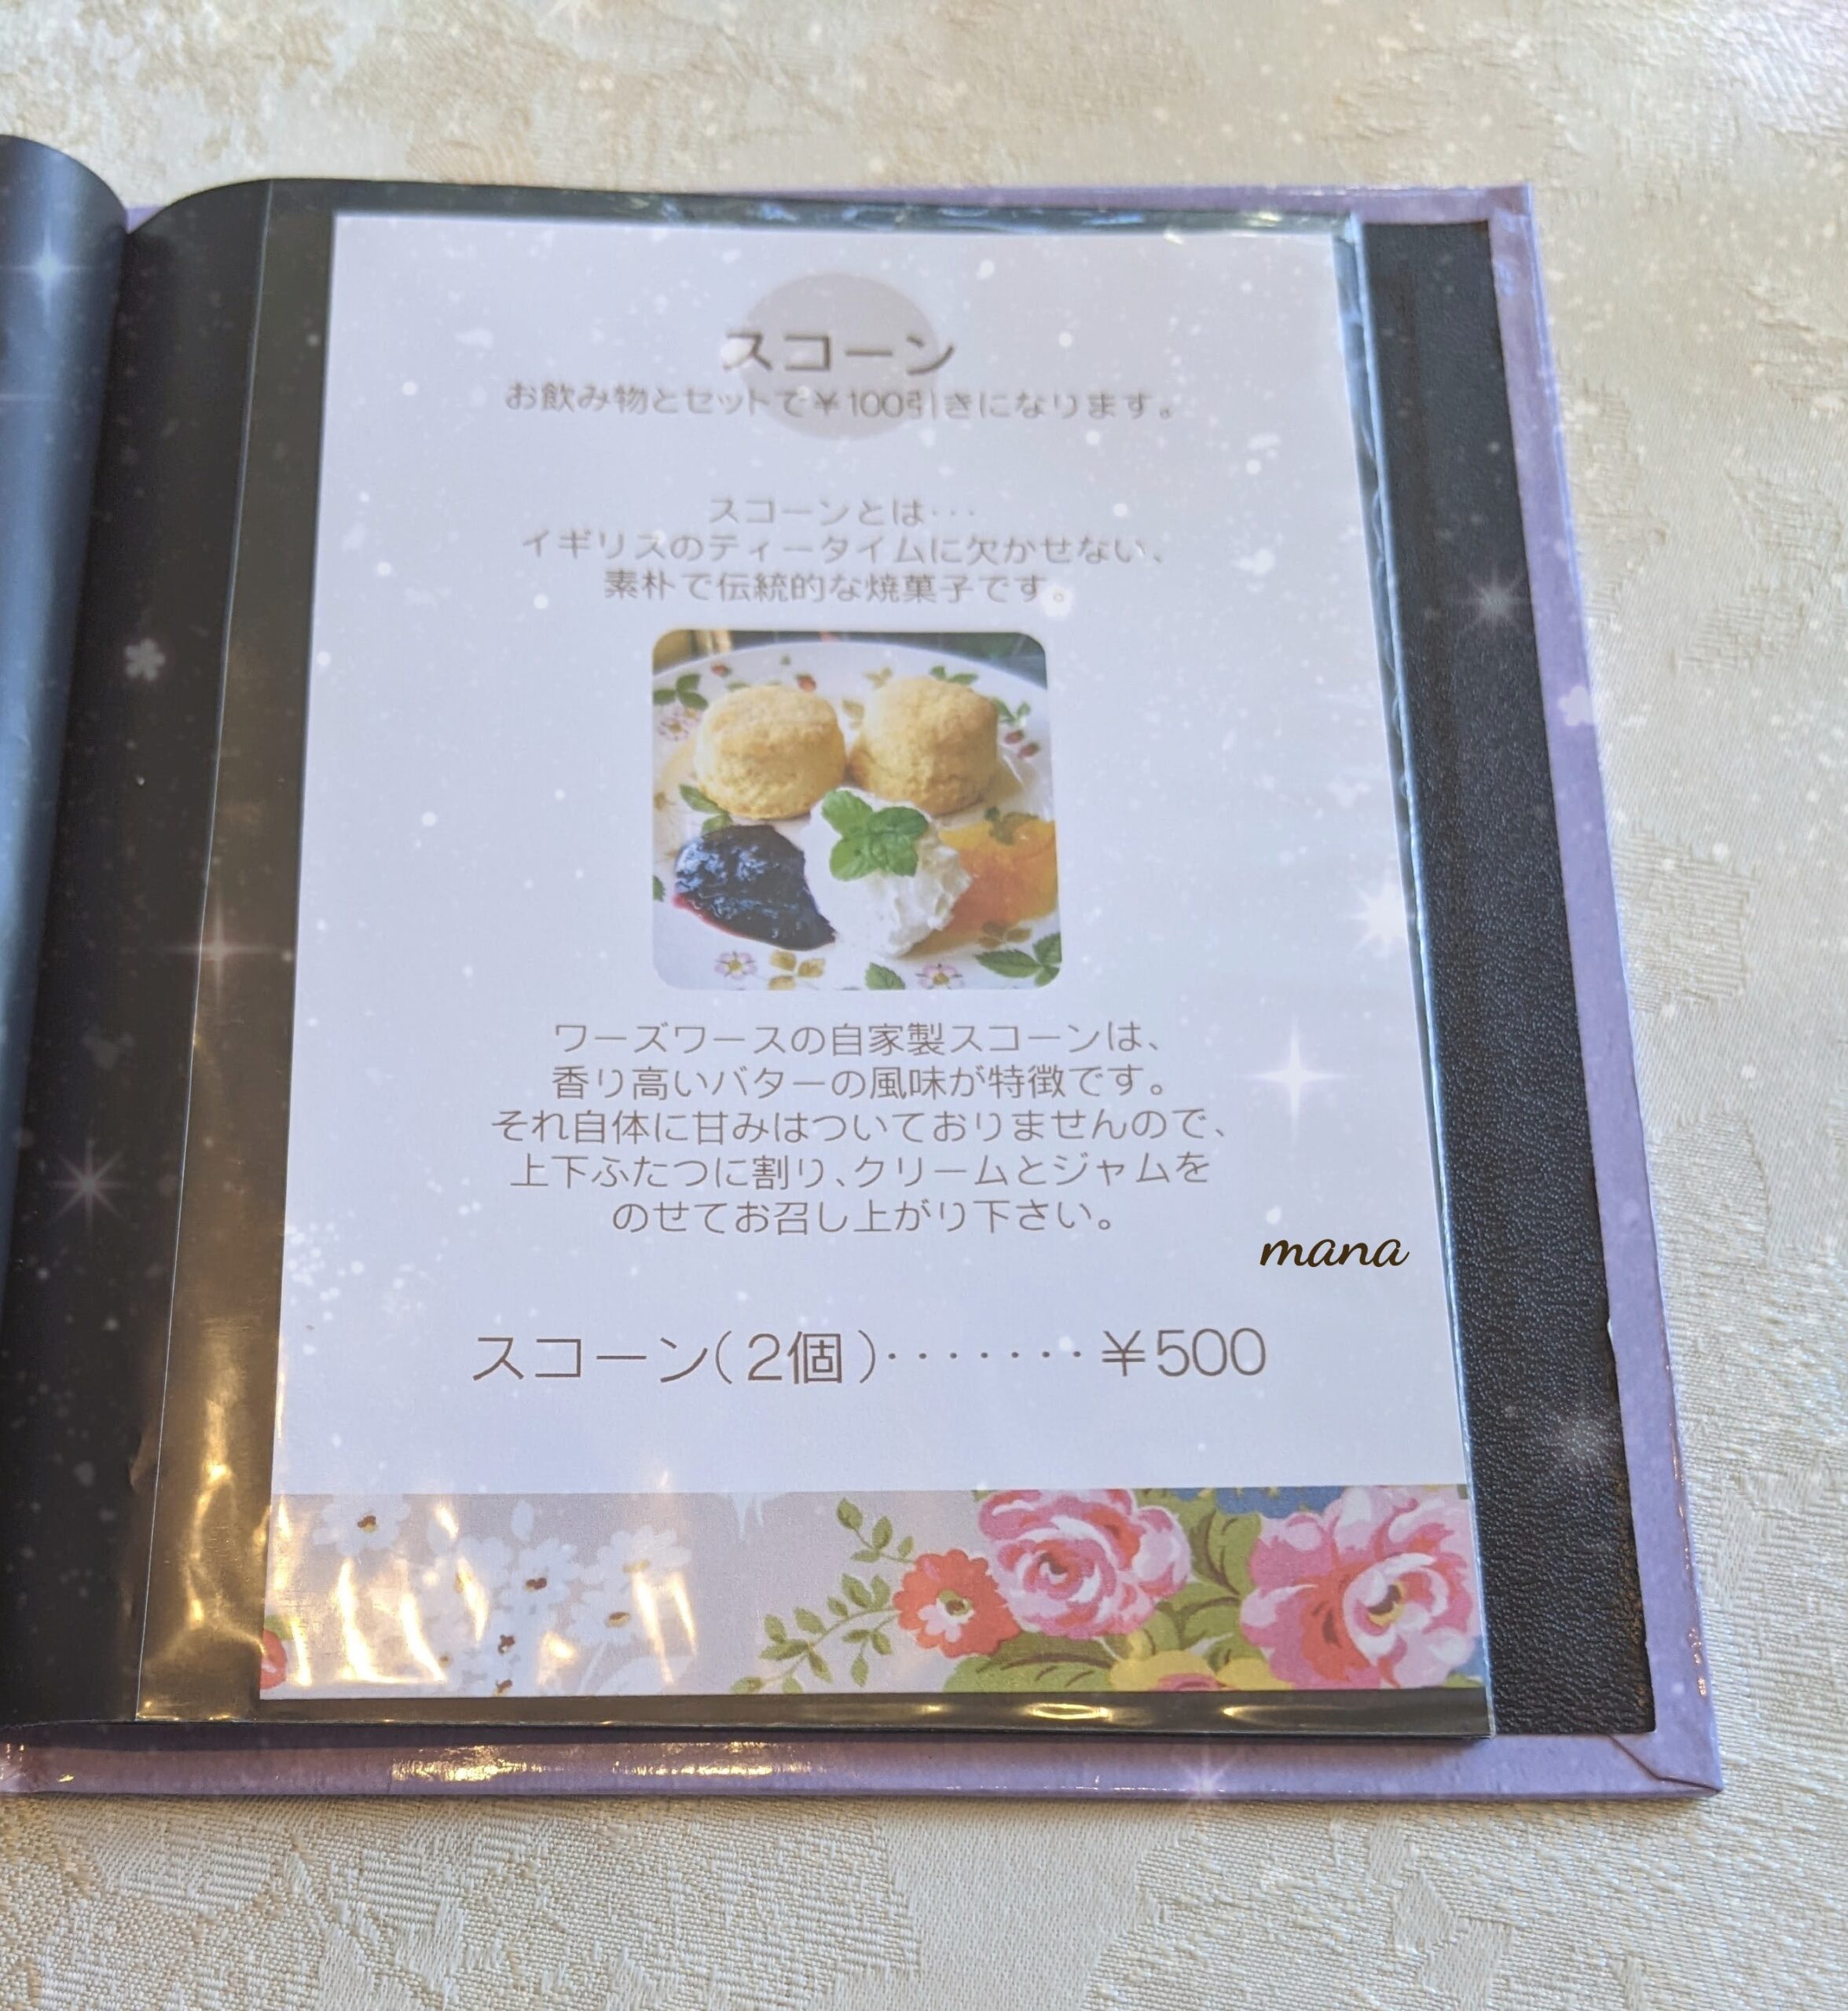 スコーン
お飲み物とセットで¥100引きになります。
スコーンとは…
イギリスのティータイムに欠かせない、
素朴で伝統的な焼菓子です。
ワーズワースの自家製スコーンは、
香り高いバターの風味が特徴です。
それ自体に甘みはついておりませんので、
上下ふたつに割り、クリームとジャムを
のせてお召し上がり下さい。
mana
スコーン(2個)·······¥500